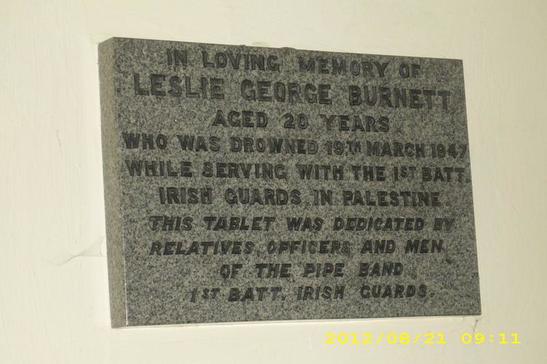 IN LOVING MEMORY OF
LESLIE GEORGE BURNETT
AGED 20 YEARS
WHO WAS DROWNED 19TH MARCH 1947
WHILE SERVING WITH THE 1ST BATT.
IRISH GUARDS IN PALESTINE
THIS TABLET WAS DEDICATED BY
RELATIVES, OFFICERS AND MEN
OF THE PIPE BAND
1ST BATT. IRISH GUARDS.
2012/08/21 09:11